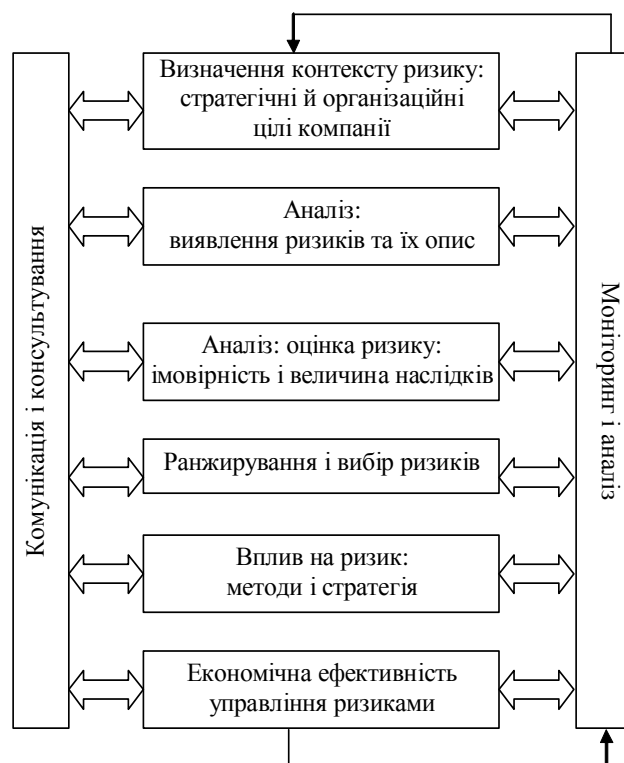 Комунікація і консультування
Визначення контексту ризику:
стратегічні й організаційні
цілі компанії
Аналіз:
виявлення ризиків та їх опис
Аналіз: оцінка ризику:
імовірність і величина наслідків
Ранжирування і вибір ризиків
Вплив на ризик:
методи і стратегія
Економічна ефективність
управління ризиками
Моніторинг і аналіз